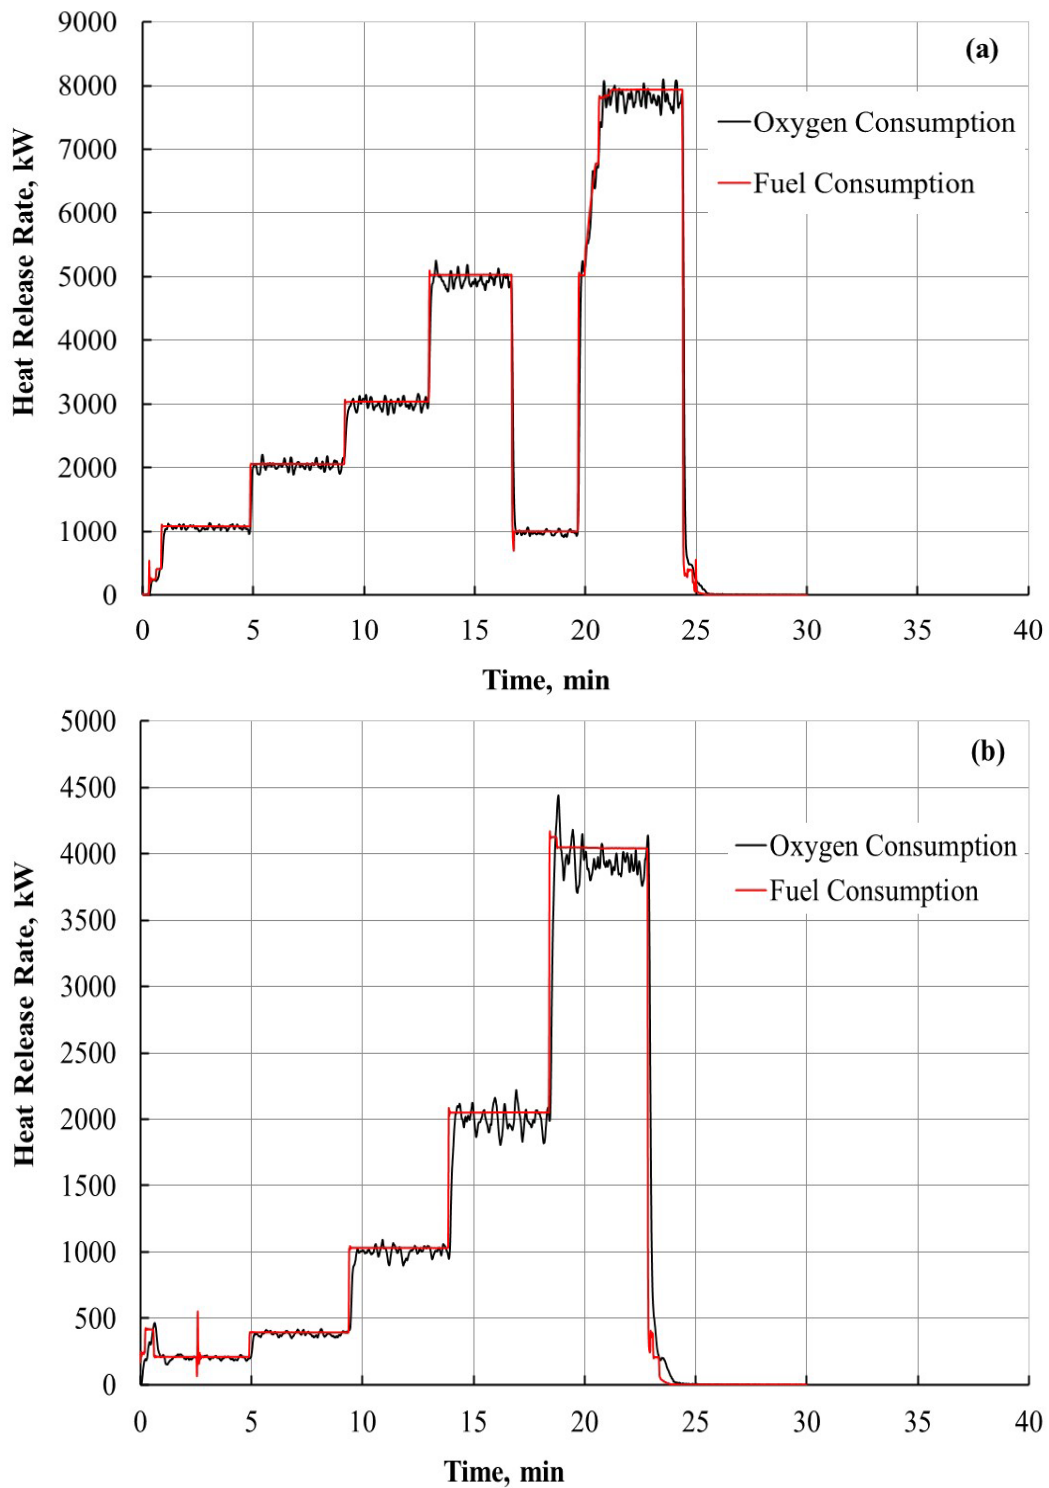 9000
(a)
8000
Oxygen Consumption
7000
Fuel Consumption
6000
5000
4000
3000
2000
1000
0
Heat Release Rate, kW
0 5 10 15 20 25 30 35 40
Time, min
5000
(b)
4500
Oxygen Consumption
4000
Fuel Consumption
3500
3000
2500
2000
1500
1000
500
0
Heat Release Rate, kW
0 5 10 15 20 25 30 35 40
Time, min